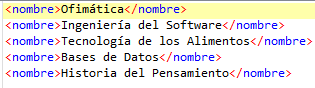 <nombre>Ofimática</nombre>
<nombre>Ingeniería del Software</nombre>
<nombre>Tecnología de los Alimentos</nombre>
<nombre>Bases de Datos</nombre>
<nombre>Historia del Pensamiento</nombre>